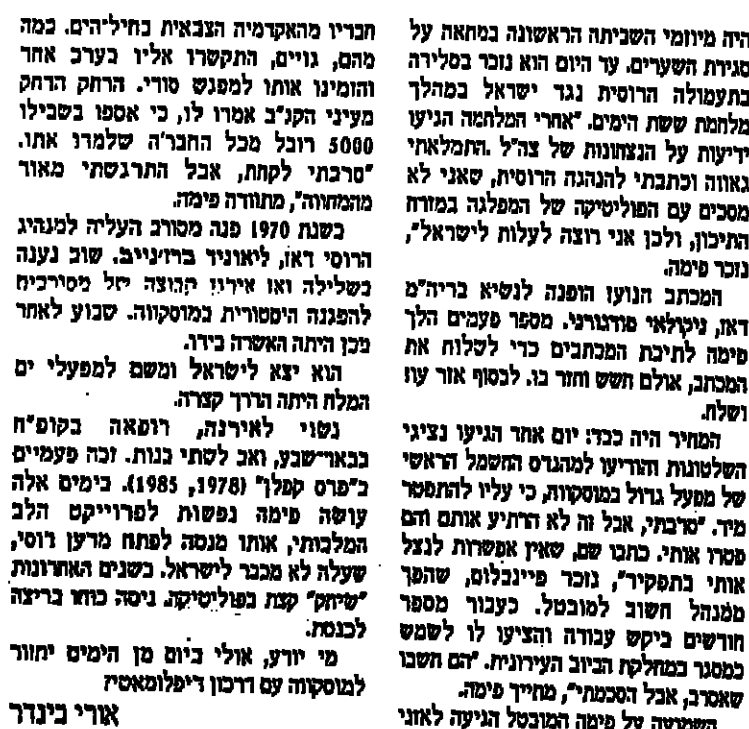 היה מיוזמי השביתה הראשונה במחאה על
סגירת השערים. עד היום הוא נזכר בסלידה
בתעמולה הרוסית נגד ישראל במהלך
מלחמת ששת הימים. "אחרי המלחמה הגיעו
ידיעות על הנצחונות של צה"ל. התמלאתי
גאווה וכתבתי להנהגה הרוסית, שאני לא
מסכים עם הפוליטיקה של המפלגה במזרח
התיכון, ולכן אני רוצה לעלות לישראל",
נזכר פימה.
המכתב הנועז הופנה לנשיא בריה"מ
דאז, ניקולאי פודגורני. מספר פעמים הלך
פימה לתיבת המכתבים כדי לשלוח את
המכתב, אולם חשש וחזר בו. לבסוף אזר עוז
ושלח.
המחיר היה כבד: יום אחד הגיעו נציגי
השלטונות והודיעו למהנדס החשמל הראשי
של מפעל גדול במוסקווה, כי עליו להתפטר
מיד. "סרבתי, אבל זה לא הרתיע אותם והם
פטרו אותי. כתבו שם, שאין אפשרות לנצל
אותי בתפקיד", נזכר פיינבלום, שהפך
ממנהל חשוב למובטל. כעבור מספר
חודשים ביקש עבודה והציעו לו לשמש
כמסגר במחלקת הביוב העירונית. "הם חשבו
שאסרב, אבל הסכמתי", מחייך פימה.
השמועה על פימה המובטל הגיעה לאזני
חבריו מהאקדמיה הצבאית בחיל-הים. כמה
מהם, גויים, התקשרו אליו בערב אחד
והזמינו אותו למפגש סודי. הרחק הרחק
מעיני הקג"ב אמרו לו, כי אספו בשבילו
5000 רובל מכל החבר'ה שלמדו אתו.
"סרבתי לקחת, אבל התרגשתי מאוד
מהמחווה", מתוודה פימה.
בשנת 1970 פנה מסורב העליה למנהיג
הרוסי דאז, ליאוניד ברז'נייב. שוב נענה
בשלילה ואז אירגן קבוצה של מסורבים
להפגנה היסטורית במוסקווה. שבוע לאחר
מכן היתה האשרה בידו.
הוא יצא לישראל ומשם למפעלי ים
המלח היתה הדרך קצרה.
נשוי לאירנה, רופאה בקופ"ח
בבאר-שבע, ואב לשתי בנות. זכה פעמיים
ב"פרס קפלן" (1978, 1985). בימים אלה
עושה פימה נפשות לפרוייקט הלב
המלכותי, אותו מנסה לפתח מדען רוסי,
שעלה לא מכבר לישראל. בשנים האחרונות
"שיחק" קצת בפוליטיקה. ניסה כוחו בריצה
לכנסת.
מי יודע, אולי ביום מן הימים יחזור
למוסקווה עם דרכון דיפלומאטי?
אורי בינדר